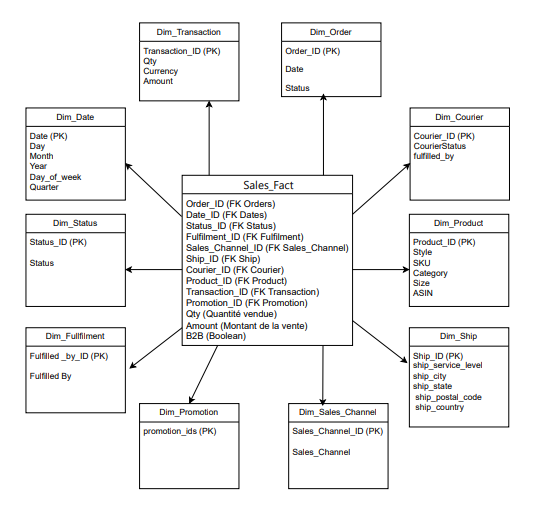 Dim_Transaction
Transaction_ID (PK)
Qty
Currency
Amount
Dim_Order
Order_ID (PK)
Date
Status
Dim_Date
Date (PK)
Day
Month
Year
Day_of_week
Quarter
Dim_Courier
Courier_ID (PK)
CourierStatus
fulfilled_by
Sales_Fact
Order_ID (FK Orders)
Date_ID (FK Dates)
Status_ID (FK Status)
Fulfilment_ID (FK Fulfilment)
Sales_Channel_ID (FK Sales_Channel)
Ship_ID (FK Ship)
Courier_ID (FK Courier)
Product_ID (FK Product)
Transaction_ID (FK Transaction)
Promotion_ID (FK Promotion)
Qty (Quantité vendue)
Amount (Montant de la vente)
B2B (Boolean)
Dim_Status
Status_ID (PK)
Status
Dim_Product
Product_ID (PK)
Style
SKU
Category
Size
ASIN
Dim_Fullfilment
Fulfilled _by_ID (PK)
Fulfilled By
Dim_Ship
Ship_ID (PK)
ship_service_level
ship_city
ship_state
ship_postal_code
ship_country
Dim_Promotion
promotion_ids (PK)
Dim_Sales_Channel
Sales_Channel_ID (PK)
Sales_Channel